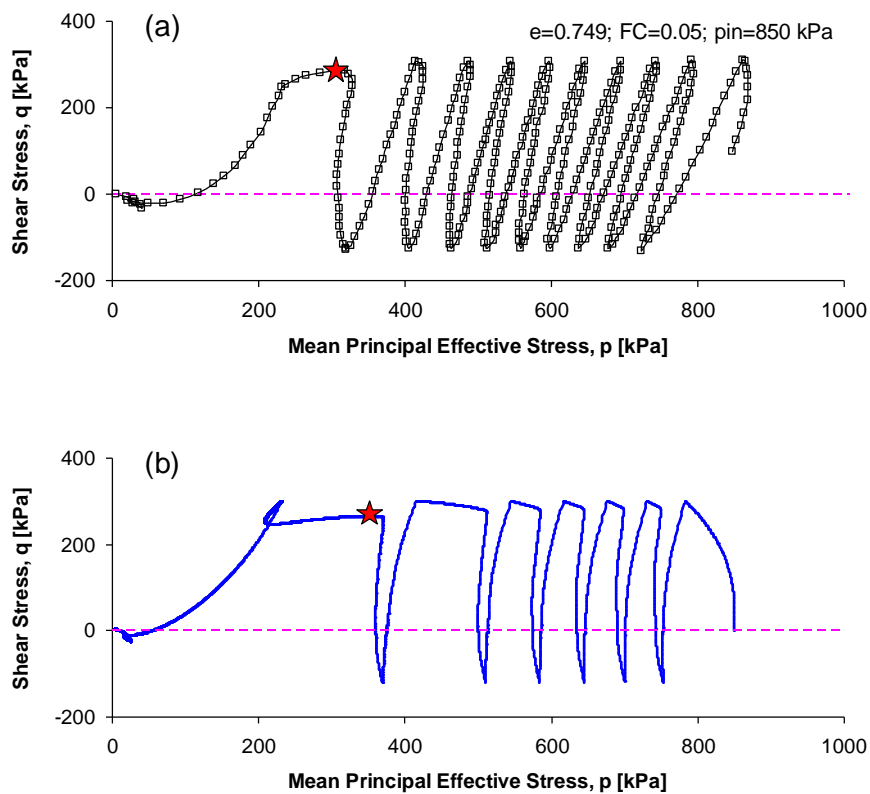 (a)
e=0.749; FC=0.05; pin=850 kPa
400
200
0
-200
0 200 400 600 800 1000
Shear Stress, q [kPa]
Mean Principal Effective Stress, p [kPa]
(b)
400
200
0
-200
0 200 400 600 800 1000
Shear Stress, q [kPa]
Mean Principal Effective Stress, p [kPa]